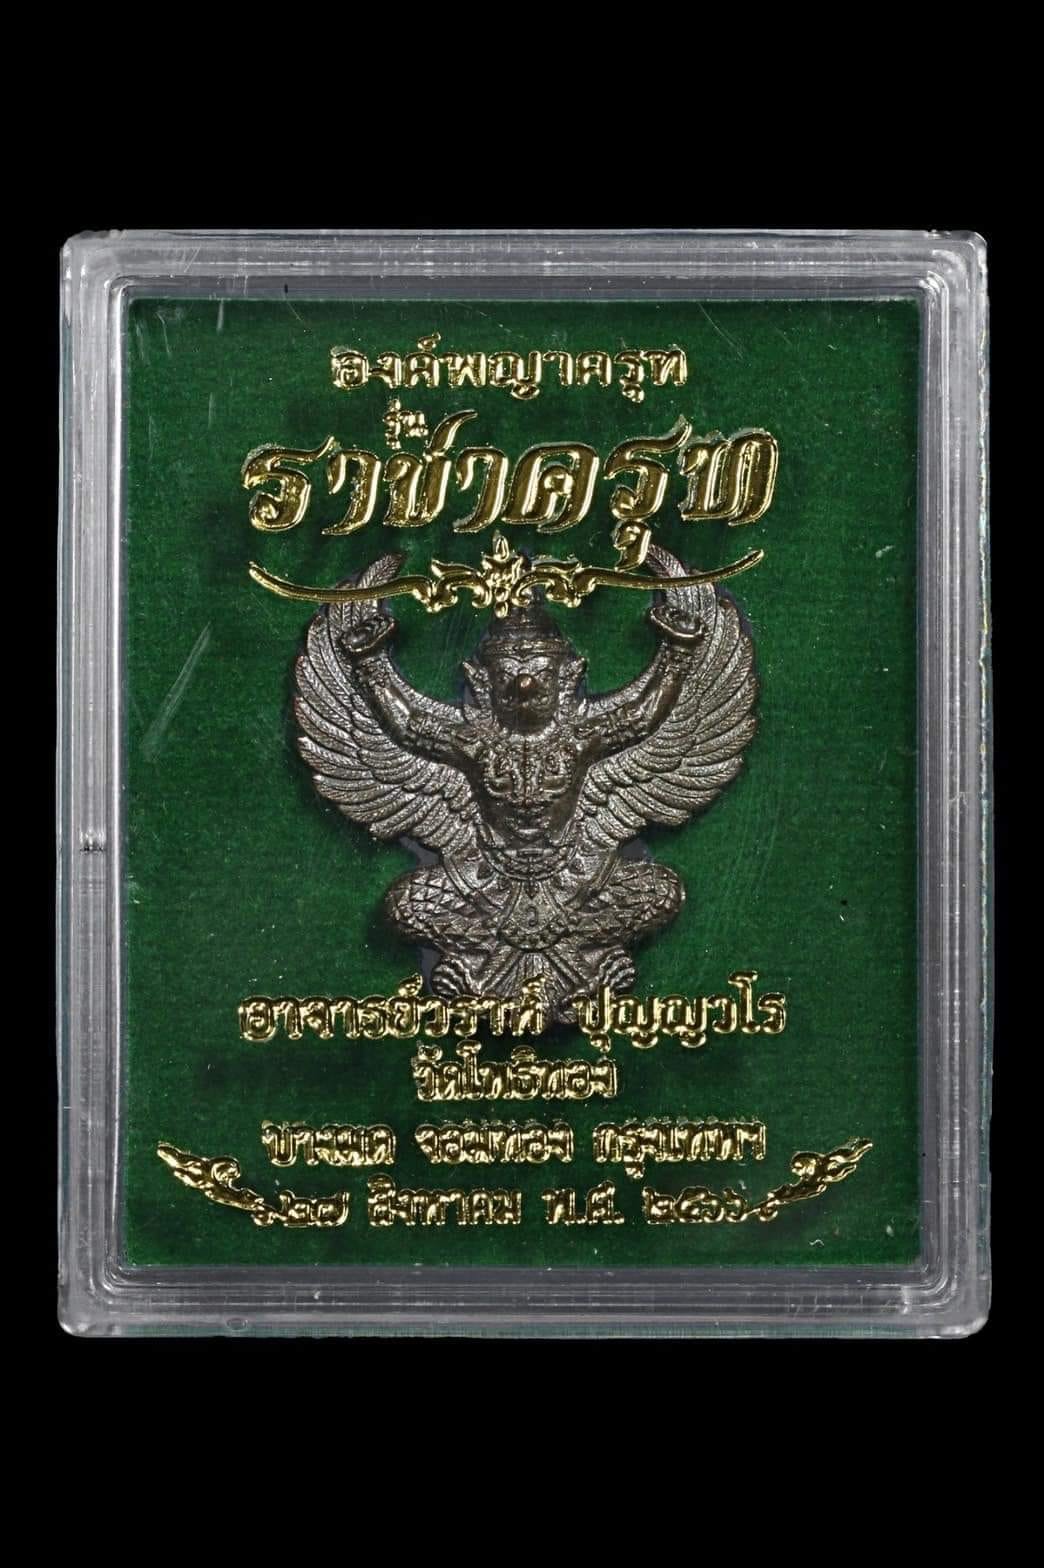 องค์พญาครุฑ
รุ่น
ราชาครุฑ
อาจารย์วราห์ ปุญญวโร
วัดโพธิทอง
บางมด จอมทอง กรุงเทพฯ
๒๗ สิงหาคม พ.ศ. ๒๕๖๖